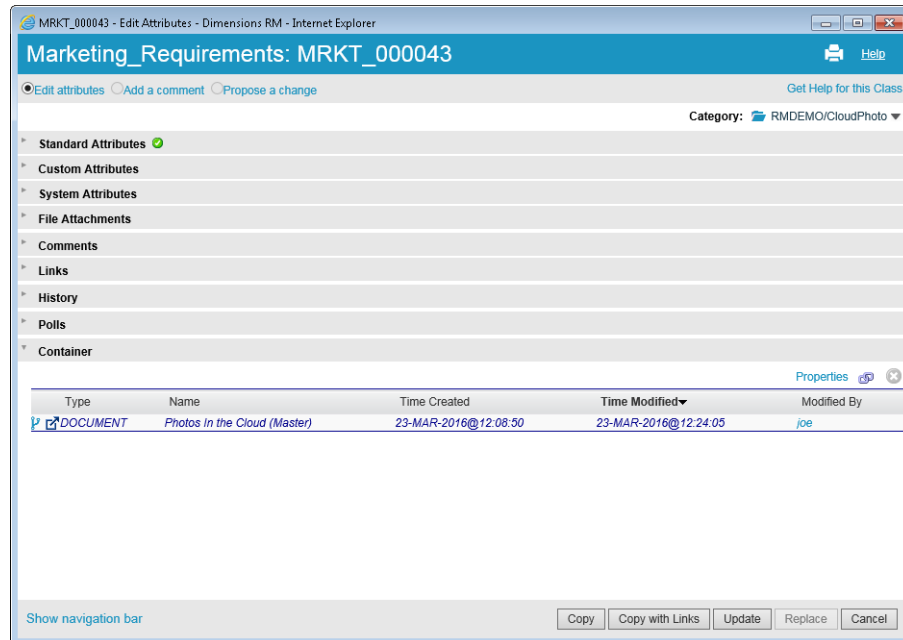 MRKT_000043 - Edit Attributes - Dimensions RM - Internet Explorer
Marketing_Requirements: MRKT_000043
Help
Edit attributes Add a comment Propose a change
Get Help for this Class
Category: RMDEMO/CloudPhoto
Standard Attributes
Custom Attributes
System Attributes
File Attachments
Comments
Links
History
Polls
Container
Properties
Type Name Time Created Time Modified Modified By
DOCUMENT Photos In the Cloud (Master) 23-MAR-2016@12:08:50 23-MAR-2016@12:24:05 joe
Show navigation bar Copy Copy with Links Update Replace Cancel